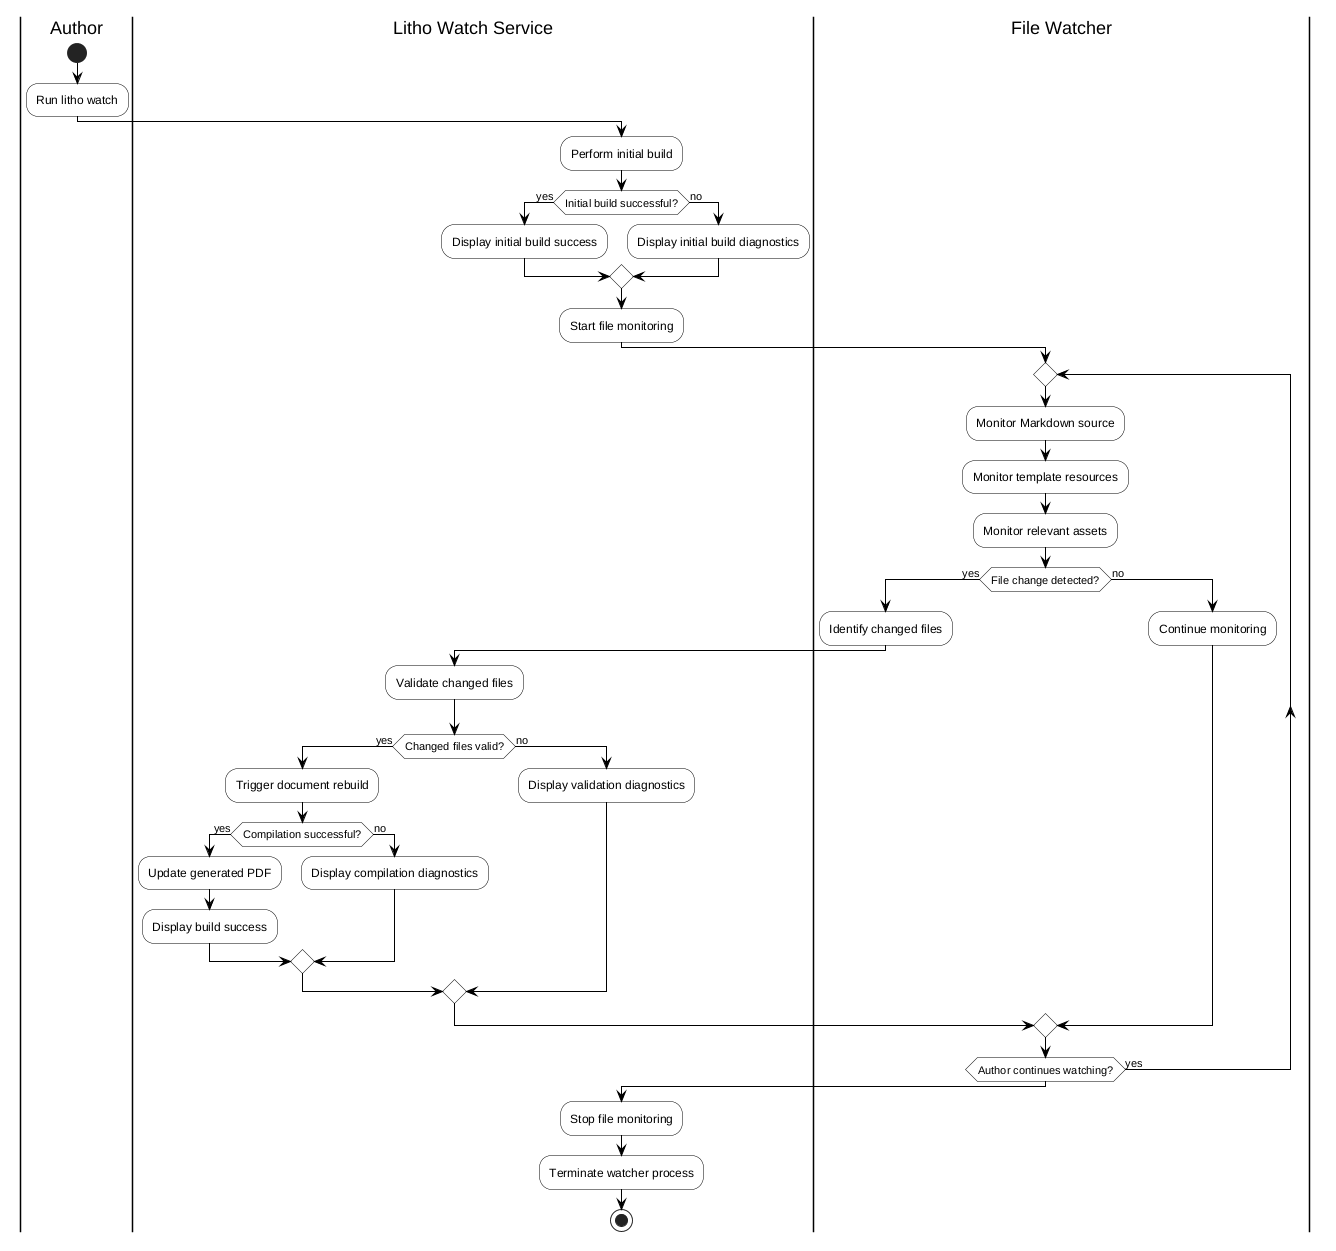 Author
Litho Watch Service
File Watcher
Run litho watch
Perform initial build
yes
Initial build successful?
no
Display initial build success
Display initial build diagnostics
Start file monitoring
Monitor Markdown source
Monitor template resources
Monitor relevant assets
yes
File change detected?
no
Identify changed files
Continue monitoring
Validate changed files
yes
Changed files valid?
no
Trigger document rebuild
Display validation diagnostics
yes
Compilation successful?
no
Update generated PDF
Display compilation diagnostics
Display build success
Author continues watching?
yes
Stop file monitoring
Terminate watcher process